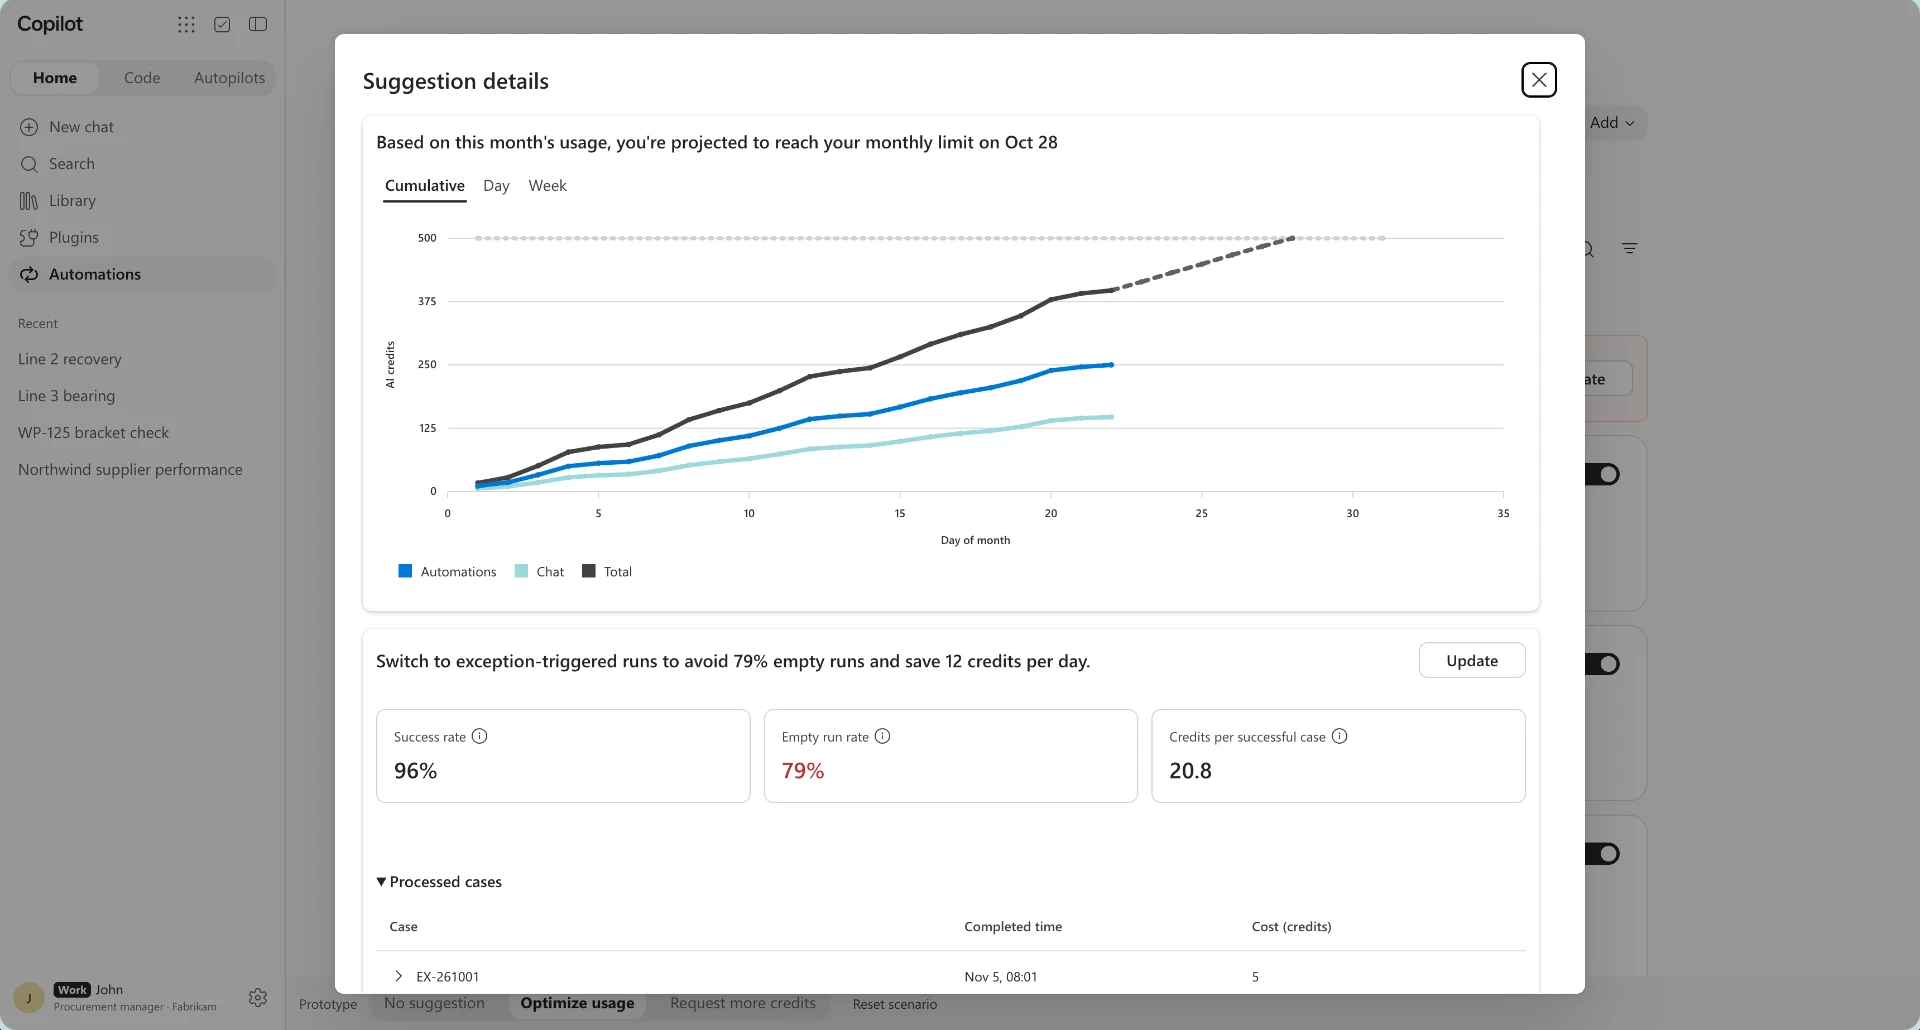 Copilot
Home Code Autopilots
New chat
Search
Library
Plugins
Automations
Recent
Line 2 recovery
Line 3 bearing
WP-125 bracket check
Northwind supplier performance
J
Work John
Procurement manager · Fabrikam
Add
ate
Suggestion details
Based on this month's usage, you're projected to reach your monthly limit on Oct 28
Cumulative Day Week
500
375
250
125
0
AI credits
0 5 10 15 20 25 30 35
Day of month
Automations Chat Total
Switch to exception-triggered runs to avoid 79% empty runs and save 12 credits per day.
Update
Success rate
96%
Empty run rate
79%
Credits per successful case
20.8
Processed cases
Case Completed time Cost (credits)
EX-261001 Nov 5, 08:01 5
Prototype No suggestion Optimize usage Request more credits Reset scenario